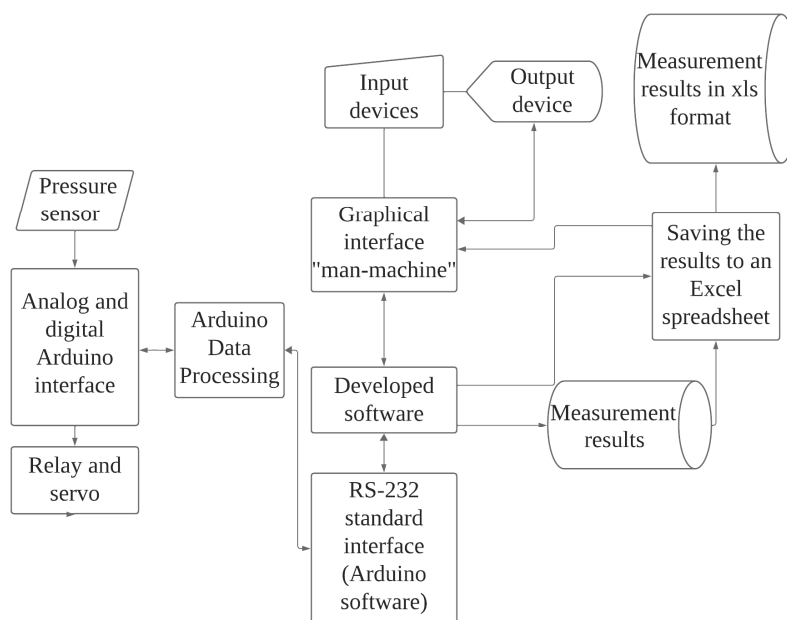 Input
devices
Output
device
Measurement
results in xls
format
Pressure
sensor
Graphical
interface
"man-machine"
Saving the
results to an
Excel
spreadsheet
Analog and
digital
Arduino
interface
Arduino
Data
Processing
Developed
software
Measurement
results
Relay and
servo
RS-232
standard
interface
(Arduino
software)